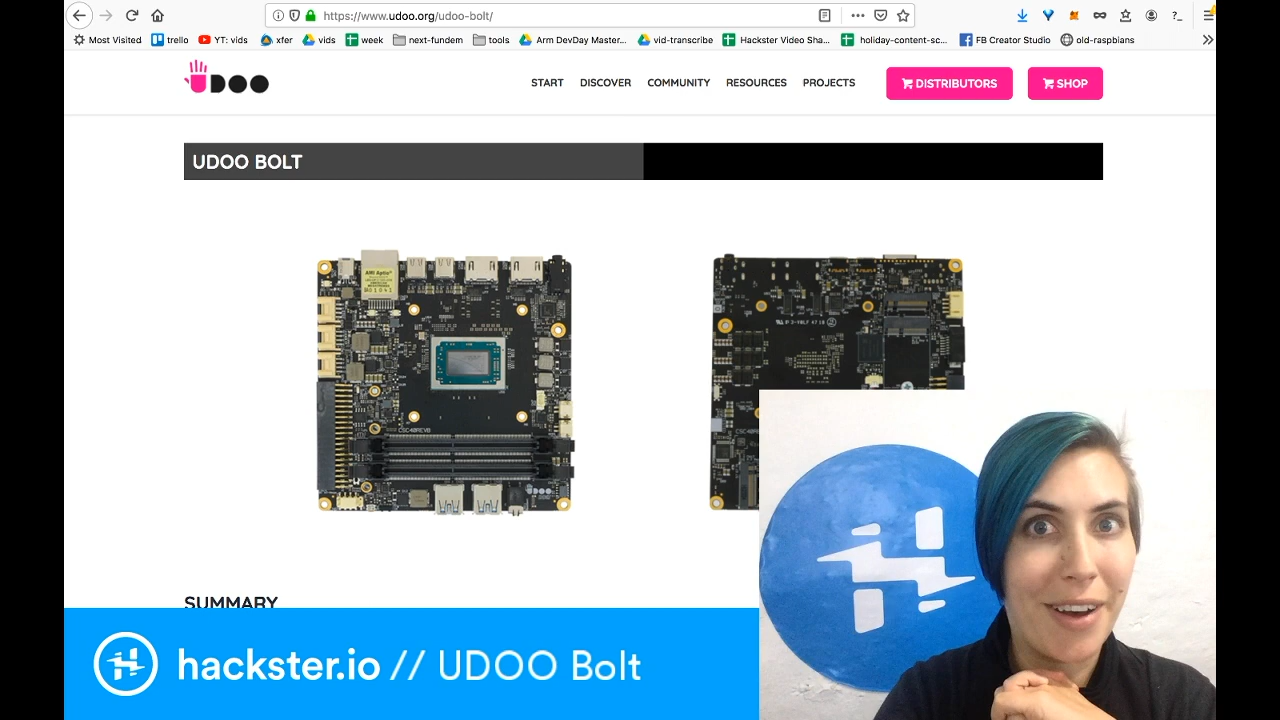 https://www.udoo.org/udoo-bolt/
Most Visited trello YT: vids xfer vids week next-fundem tools Arm DevDay Master... vid-transcribe Hackster Video Sha... holiday-content-sc... FB Creator Studio old-raspbians
UDOO START DISCOVER COMMUNITY RESOURCES PROJECTS DISTRIBUTORS SHOP
UDOO BOLT
SUMMARY
hackster.io // UDOO Bolt